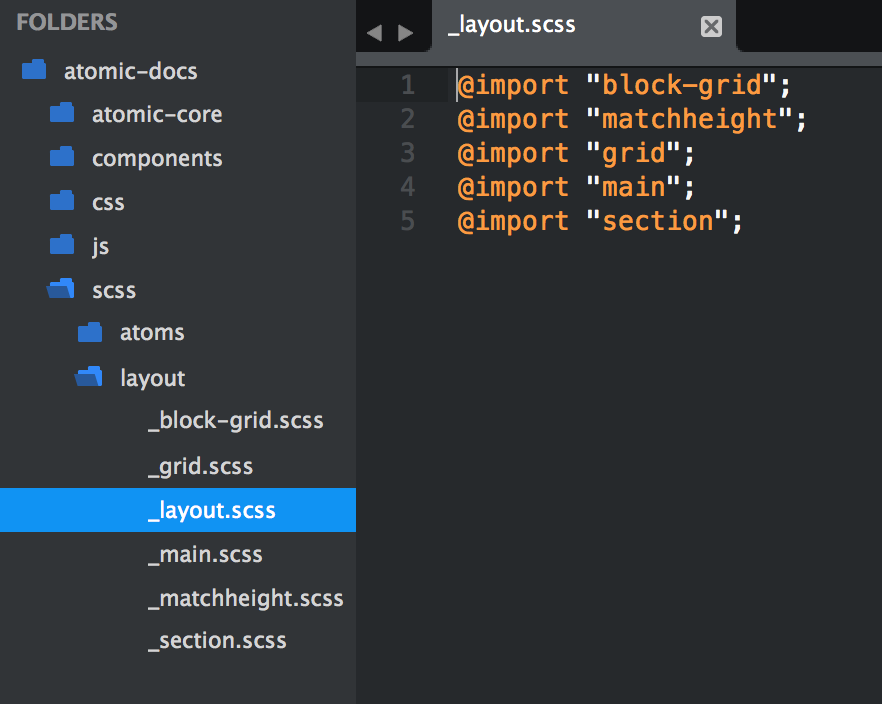 FOLDERS
atomic-docs
atomic-core
components
css
js
scss
atoms
layout
_block-grid.scss
_grid.scss
_layout.scss
_main.scss
_matchheight.scss
_section.scss
_layout.scss
1 @import "block-grid";
2 @import "matchheight";
3 @import "grid";
4 @import "main";
5 @import "section";